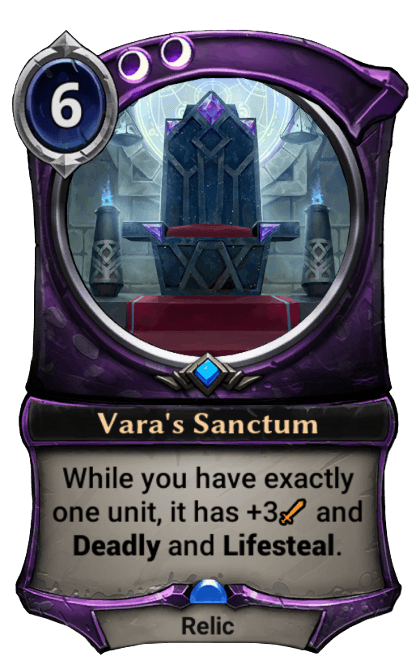 6
Vara's Sanctum
While you have exactly
one unit, it has +3 and
Deadly and Lifesteal.
Relic